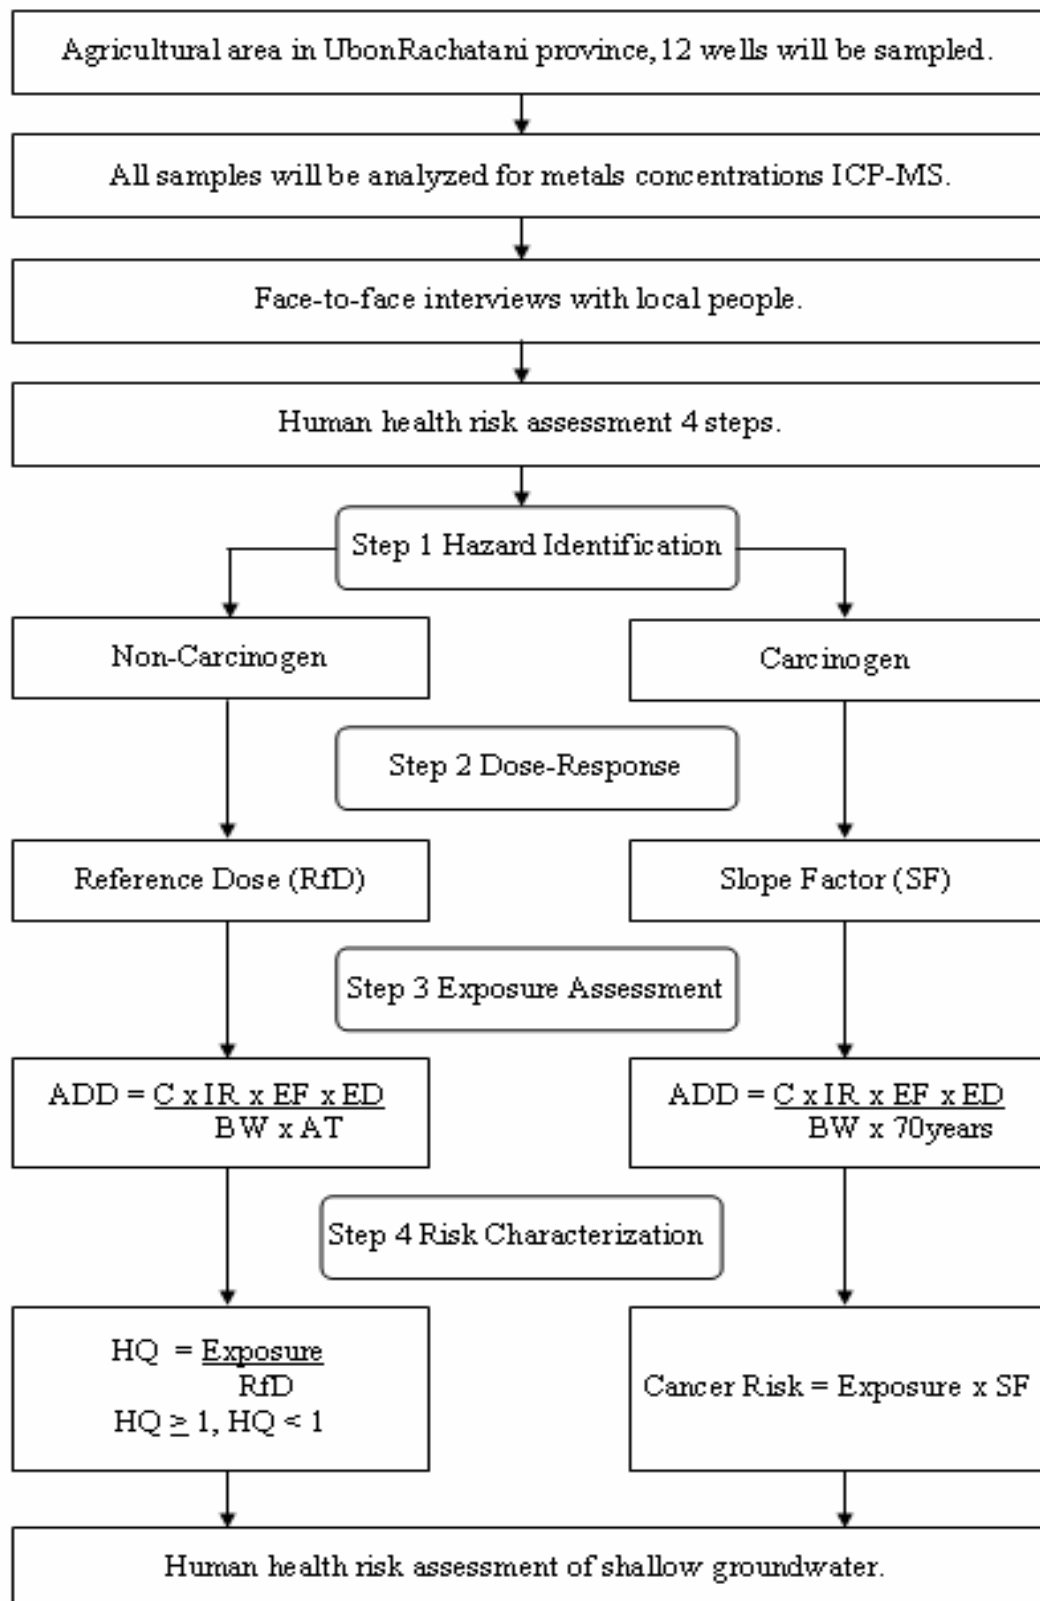 Agricultural area in UbonRachatani province, 12 wells will be sampled.
All samples will be analyzed for metals concentrations ICP-MS.
Face-to-face interviews with local people.
Human health risk assessment 4 steps.
Step 1 Hazard Identification
Non-Carcinogen
Carcinogen
Step 2 Dose-Response
Reference Dose (RfD)
Slope Factor (SF)
Step 3 Exposure Assessment
ADD = C x IR x EF x ED
BW x AT
ADD = C x IR x EF x ED
BW x 70years
Step 4 Risk Characterization
HQ = Exposure
RfD
HQ ≥ 1, HQ < 1
Cancer Risk = Exposure x SF
Human health risk assessment of shallow groundwater.